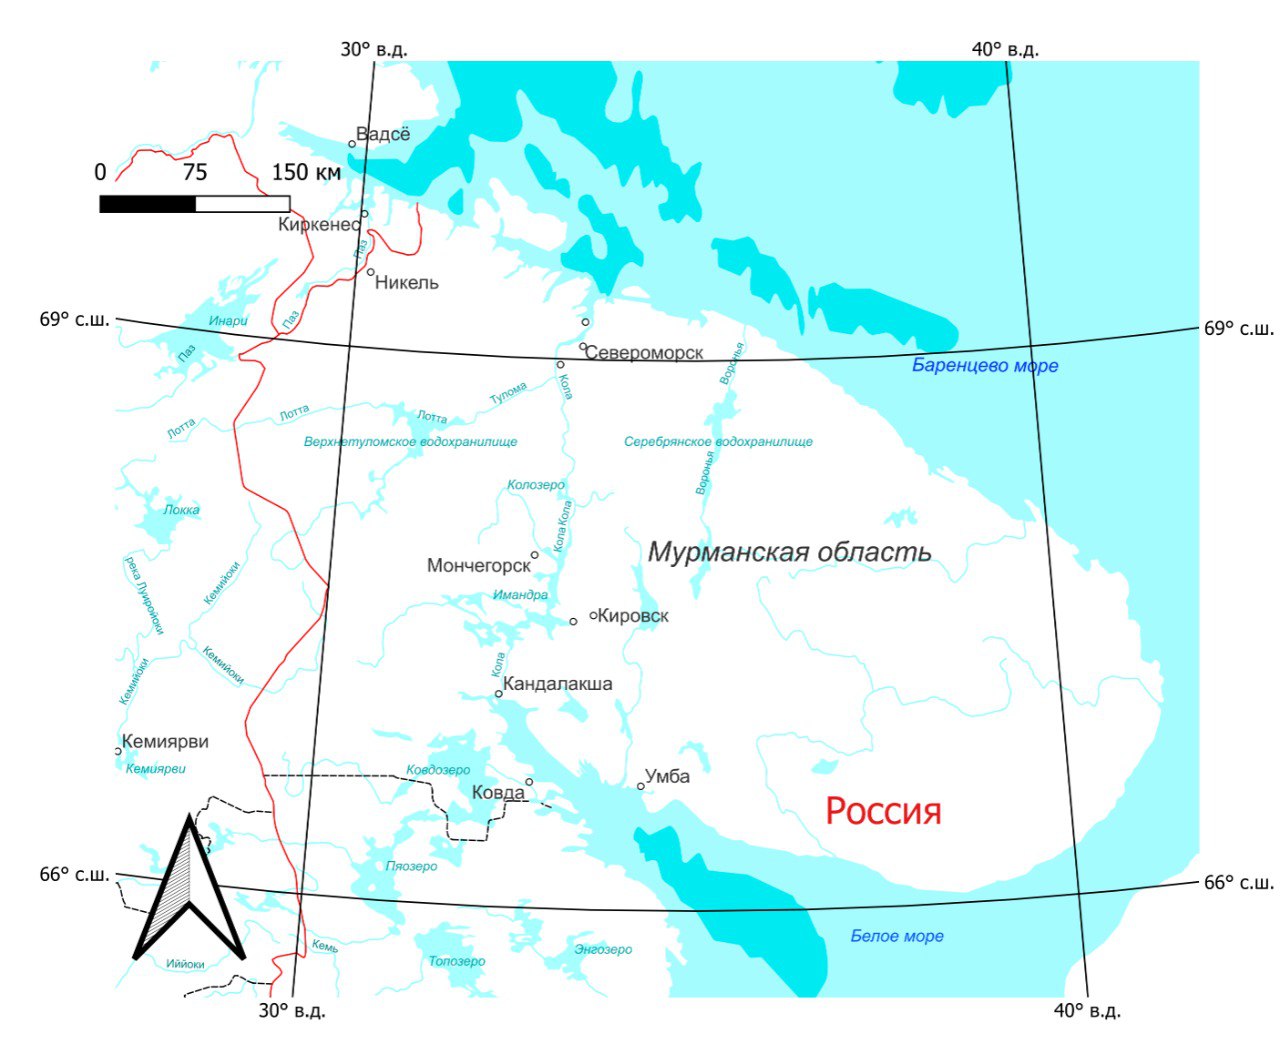 30° в.д.
40° в.д.
Вадсё
0 75 150 км
Киркенес
Паз
Никель
69° с.ш.
Инари
Паз
69° с.ш.
Паз
Североморск
Воронья
Баренцево море
Кола
Тулома
Лотта
Лотта
Лотта
Верхнетуломское водохранилище
Серебрянское водохранилище
Воронья
Колозеро
Локка
Кола
Кола
Мурманская область
Мончегорск
река Луиройоки
Кемийоки
Имандра
Кировск
Кемийоки
Кола
Кемийоки
Кандалакша
Кемиярви
Кемиярви
Ковдозеро
Умба
Ковда
Россия
Пяозеро
66° с.ш.
66° с.ш.
Белое море
Кемь
Энгозеро
Иййоки
Топозеро
30° в.д.
40° в.д.